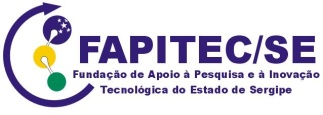 FAPITEC/SE
Fundação de Apoio à Pesquisa e à Inovação
Tecnológica do Estado de Sergipe